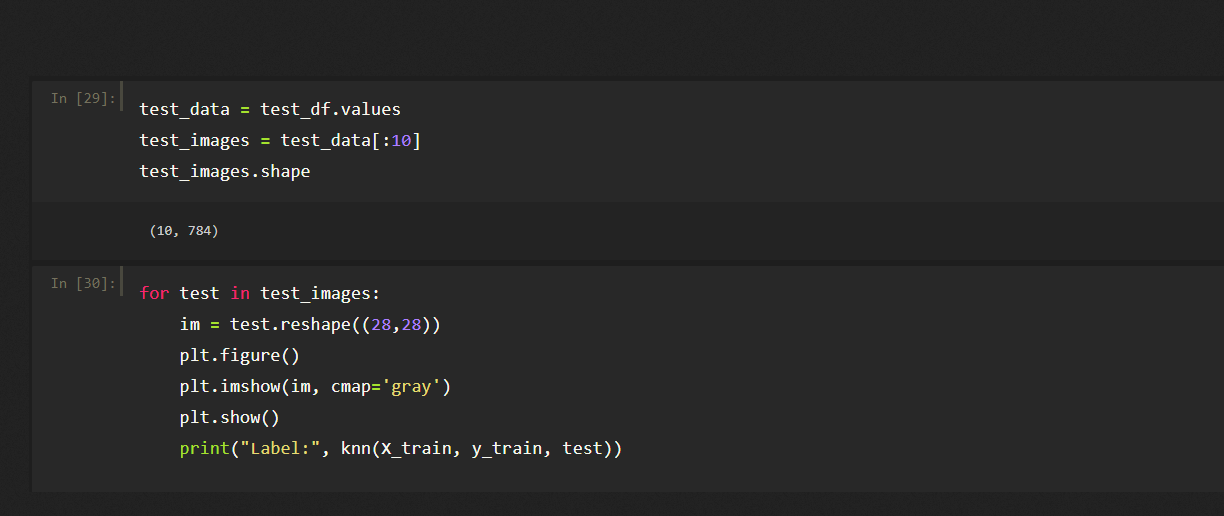 In [29]:
test_data = test_df.values
test_images = test_data[:10]
test_images.shape
(10, 784)
In [30]:
for test in test_images:
    im = test.reshape((28,28))
    plt.figure()
    plt.imshow(im, cmap='gray')
    plt.show()
    print("Label:", knn(X_train, y_train, test))